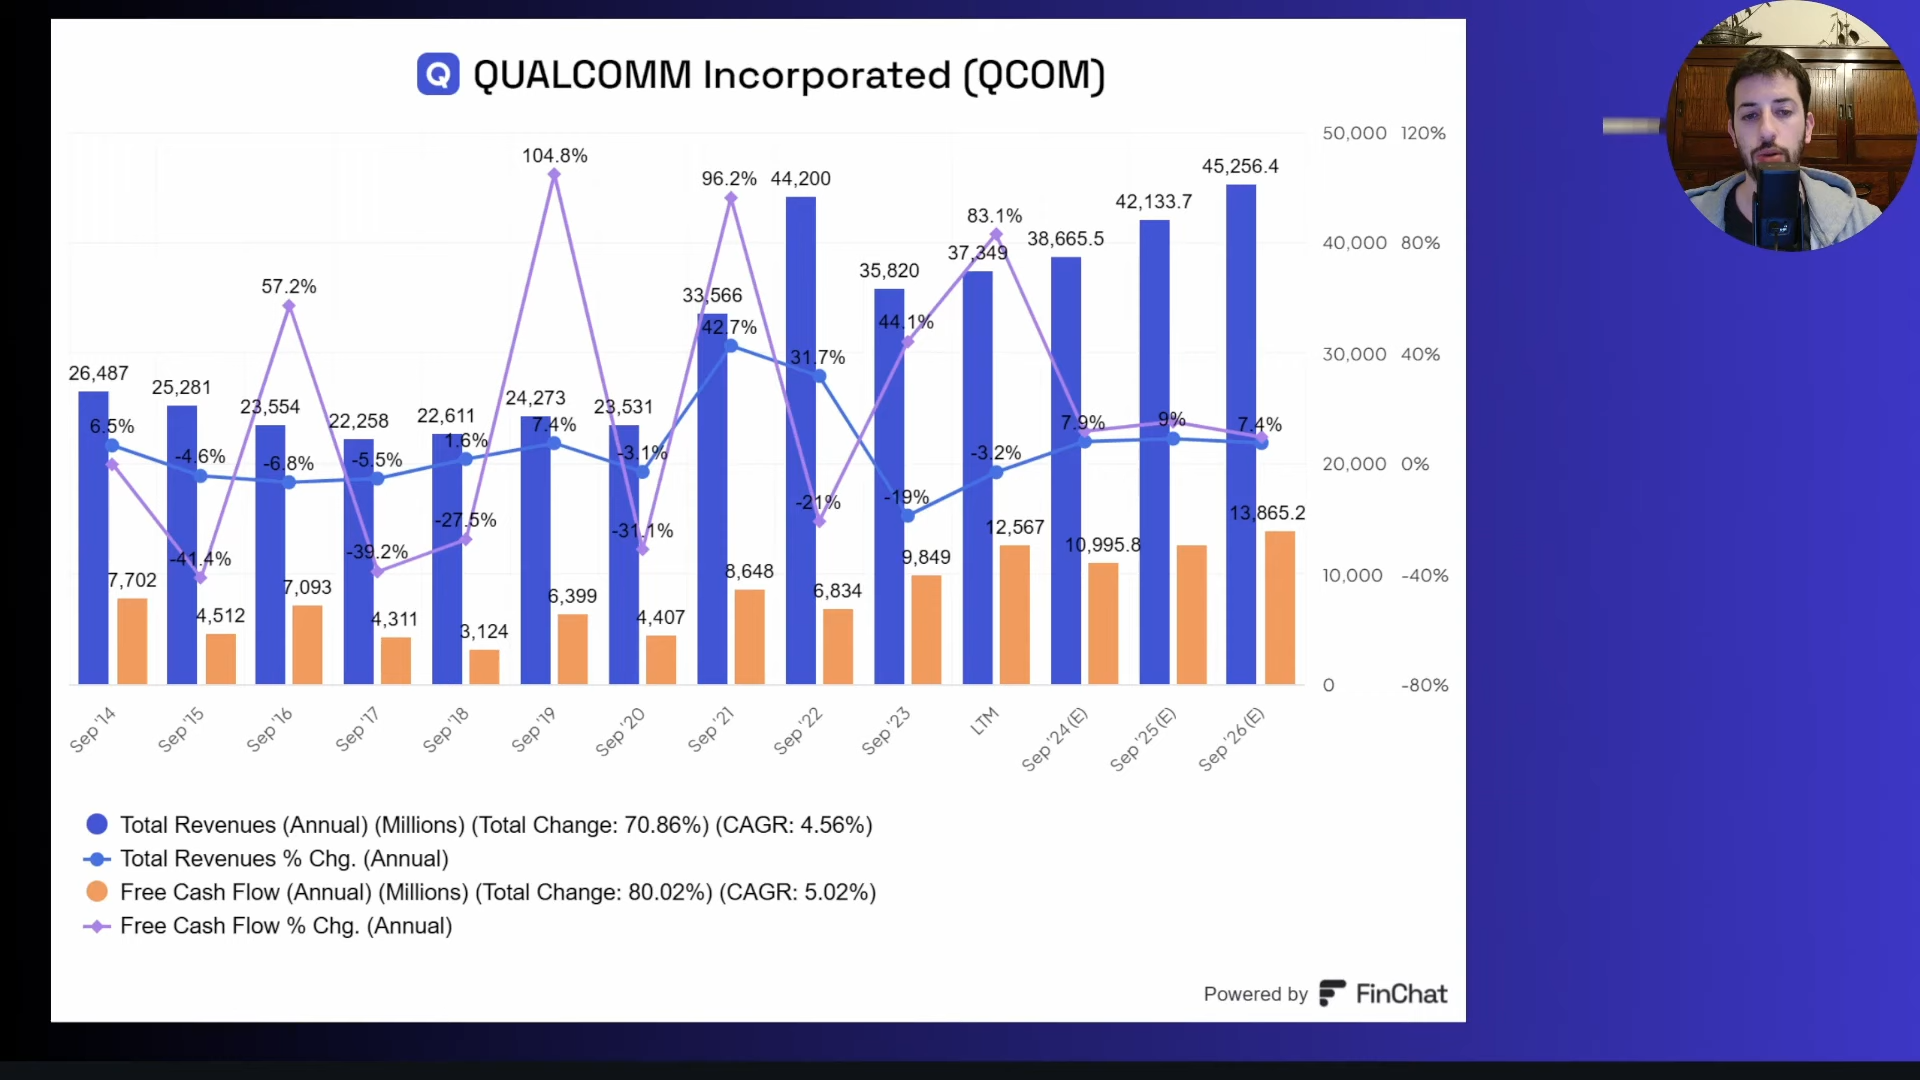 QUALCOMM Incorporated (QCOM)
50,000 120%
40,000 80%
30,000 40%
20,000 0%
10,000 -40%
0 -80%
26,487
25,281
23,554
22,258
22,611
24,273
23,531
33,566
44,200
35,820
37,349
38,665.5
42,133.7
45,256.4
6.5%
-4.6%
-6.8%
-5.5%
1.6%
7.4%
-3.1%
42.7%
31.7%
-19%
-3.2%
7.9%
9%
7.4%
-41.4%
57.2%
-39.2%
-27.5%
104.8%
-31.1%
96.2%
-21%
44.1%
83.1%
7,702
4,512
7,093
4,311
3,124
6,399
4,407
8,648
6,834
9,849
12,567
10,995.8
13,865.2
Sep '14
Sep '15
Sep '16
Sep '17
Sep '18
Sep '19
Sep '20
Sep '21
Sep '22
Sep '23
LTM
Sep '24 (E)
Sep '25 (E)
Sep '26 (E)
Total Revenues (Annual) (Millions) (Total Change: 70.86%) (CAGR: 4.56%)
Total Revenues % Chg. (Annual)
Free Cash Flow (Annual) (Millions) (Total Change: 80.02%) (CAGR: 5.02%)
Free Cash Flow % Chg. (Annual)
Powered by FinChat